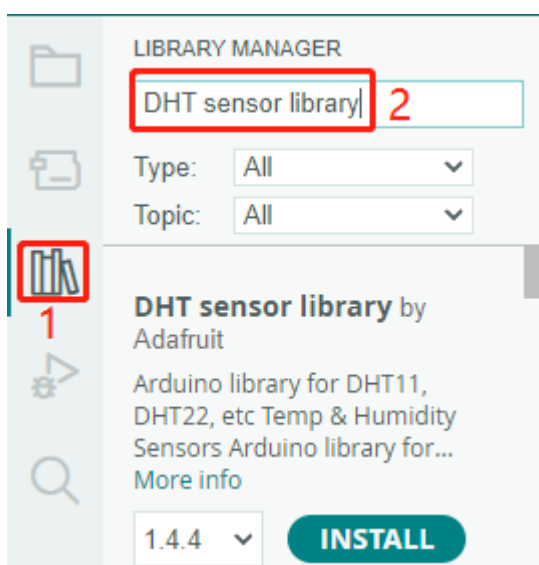 LIBRARY MANAGER
DHT sensor library 2
Type: All
Topic: All
1
DHT sensor library by
Adafruit
Arduino library for DHT11,
DHT22, etc Temp & Humidity
Sensors Arduino library for...
More info
1.4.4 INSTALL